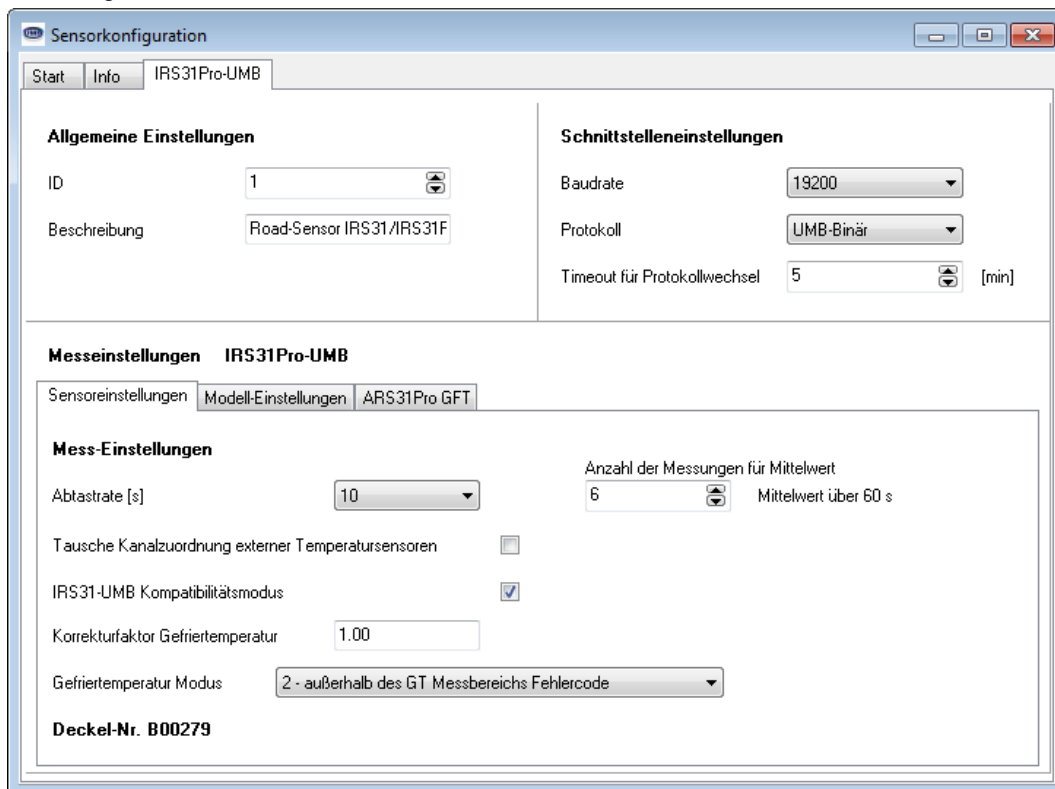 Sensorkonfiguration
Start Info IRS31Pro-UMB
Allgemeine Einstellungen
ID 1
Beschreibung Road-Sensor IRS31/IRS31F
Schnittstelleneinstellungen
Baudrate 19200
Protokoll UMB-Binär
Timeout für Protokollwechsel 5 [min]
Messeinstellungen IRS31Pro-UMB
Sensoreinstellungen Modell-Einstellungen ARS31Pro GFT
Mess-Einstellungen
Anzahl der Messungen für Mittelwert
Abtastrate [s] 10 6 Mittelwert über 60 s
Tausche Kanalzuordnung externer Temperatursensoren
IRS31-UMB Kompatibilitätsmodus
Korrekturfaktor Gefriertemperatur 1.00
Gefriertemperatur Modus 2 - außerhalb des GT Messbereichs Fehlercode
Deckel-Nr. B00279